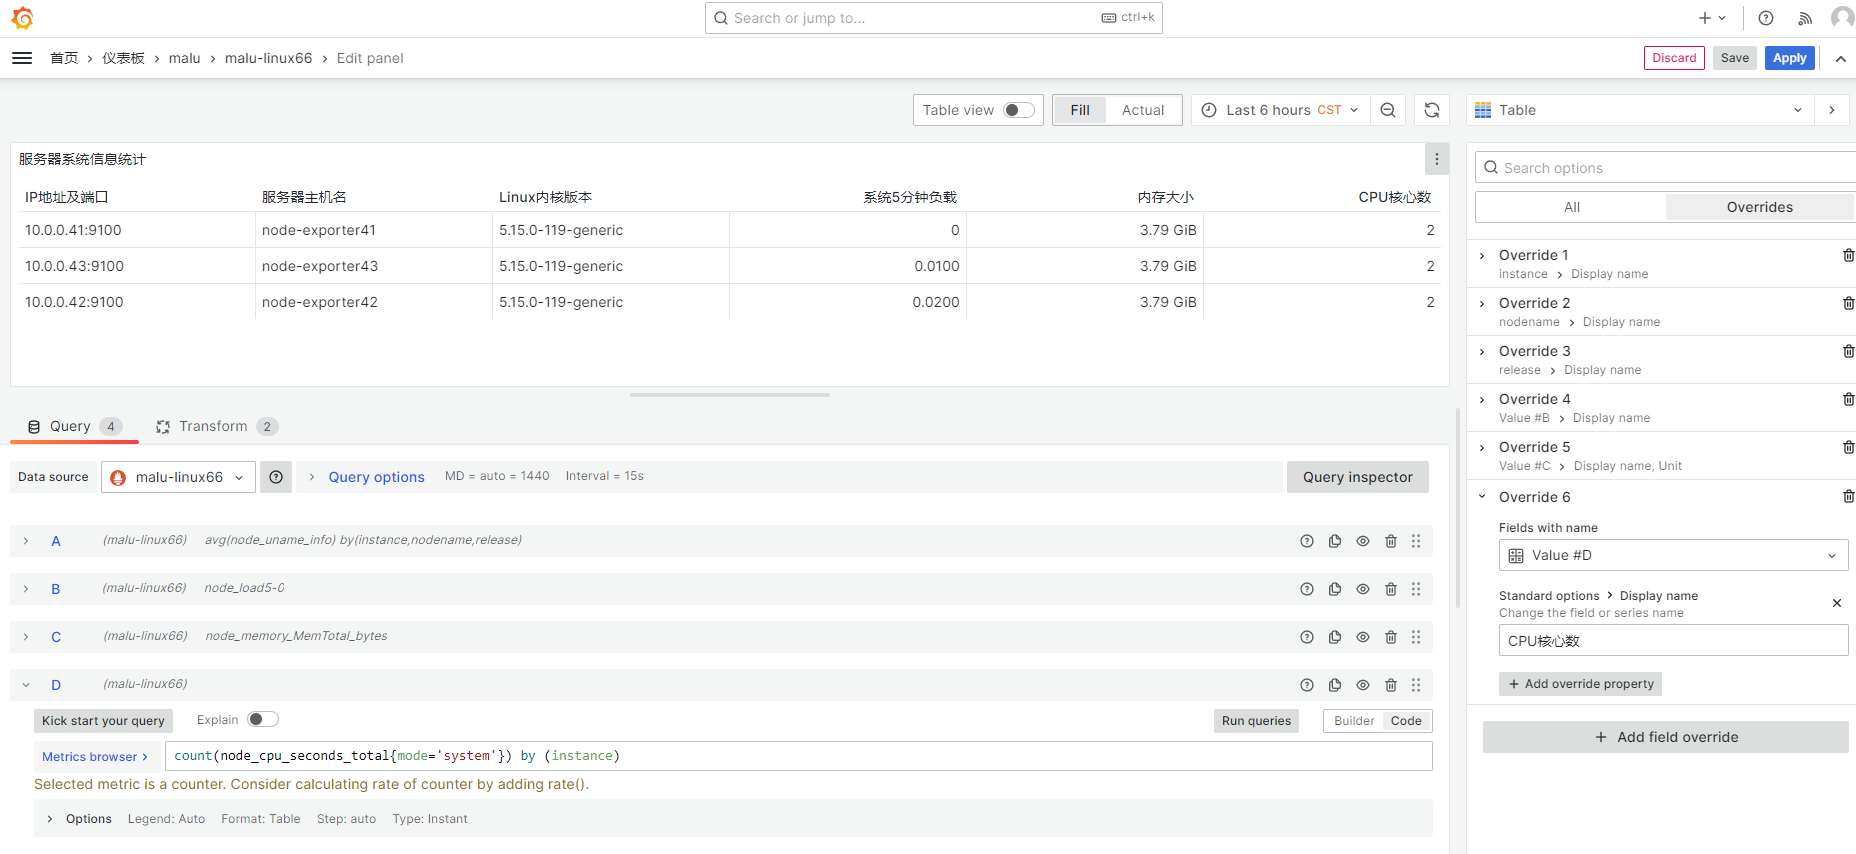 Search or jump to...
ctrl+k
首页 › 仪表板 › malu › malu-linux66 › Edit panel
Discard
Save
Apply
Table view
Fill
Actual
Last 6 hours CST
Table
服务器系统信息统计
IP地址及端口 服务器主机名 Linux内核版本 系统5分钟负载 内存大小 CPU核心数
10.0.0.41:9100 node-exporter41 5.15.0-119-generic 0 3.79 GiB 2
10.0.0.43:9100 node-exporter43 5.15.0-119-generic 0.0100 3.79 GiB 2
10.0.0.42:9100 node-exporter42 5.15.0-119-generic 0.0200 3.79 GiB 2
Query 4
Transform 2
Data source
malu-linux66
Query options MD = auto = 1440 Interval = 15s
Query inspector
A (malu-linux66) avg(node_uname_info) by(instance,nodename,release)
B (malu-linux66) node_load5-0
C (malu-linux66) node_memory_MemTotal_bytes
D (malu-linux66)
Kick start your query
Explain
Run queries
Builder
Code
Metrics browser ›
count(node_cpu_seconds_total{mode='system'}) by (instance)
Selected metric is a counter. Consider calculating rate of counter by adding rate().
Options Legend: Auto Format: Table Step: auto Type: Instant
Search options
All
Overrides
Override 1
instance › Display name
Override 2
nodename › Display name
Override 3
release › Display name
Override 4
Value #B › Display name
Override 5
Value #C › Display name, Unit
Override 6
Fields with name
Value #D
Standard options › Display name
Change the field or series name
CPU核心数
+ Add override property
+ Add field override